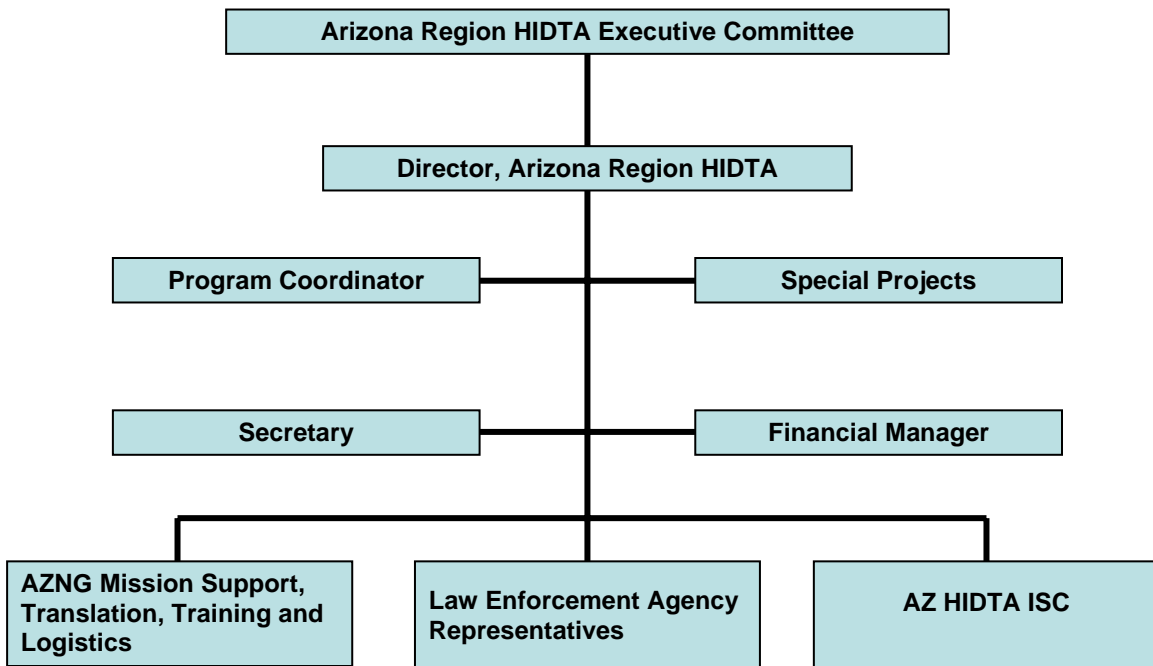 Arizona Region HIDTA Executive Committee
Director, Arizona Region HIDTA
Program Coordinator
Special Projects
Secretary
Financial Manager
AZNG Mission Support,
Translation, Training and
Logistics
Law Enforcement Agency
Representatives
AZ HIDTA ISC